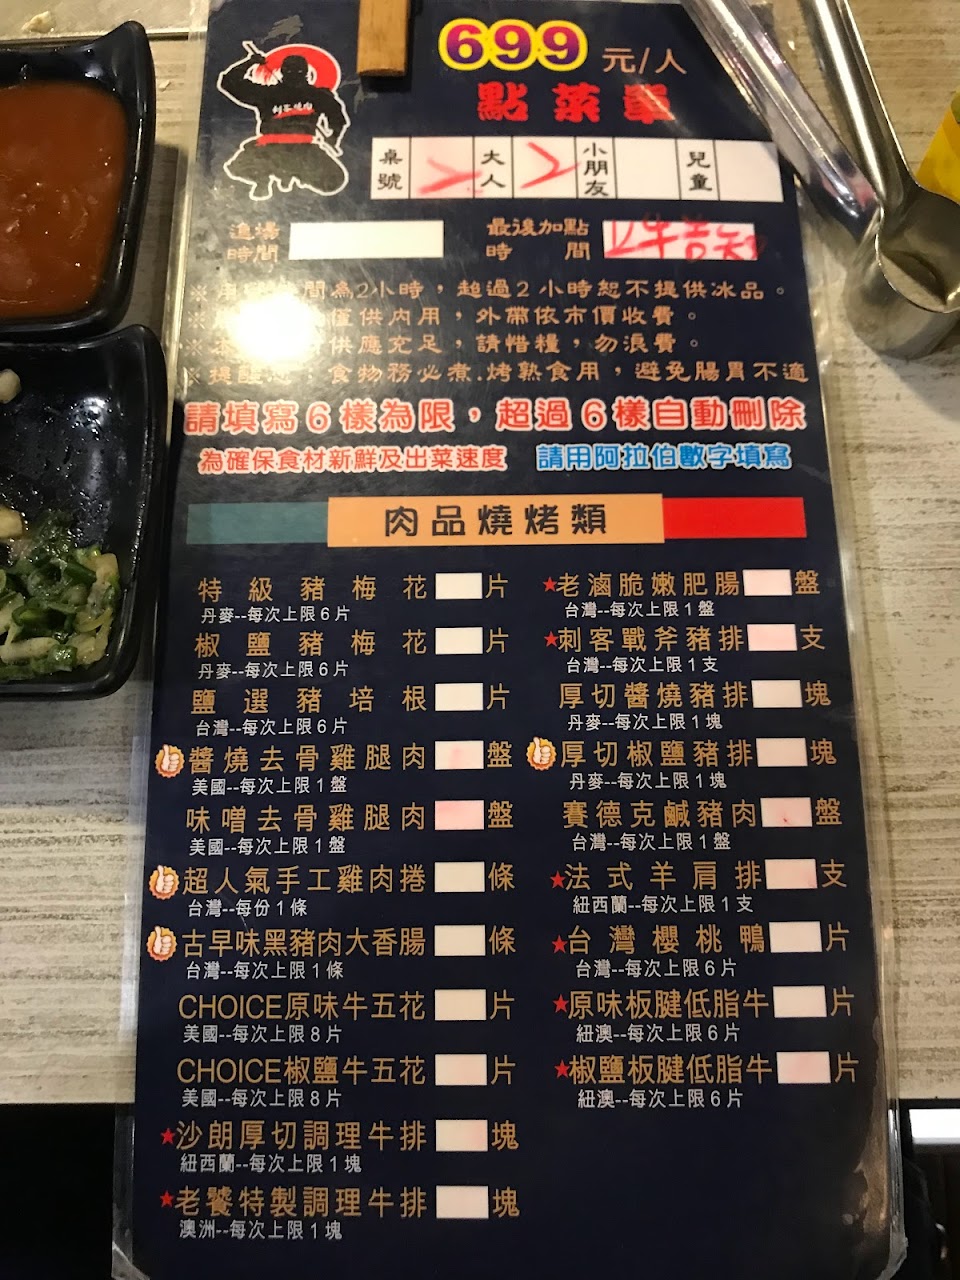 699 元/人
點菜單
刺客燒肉
桌號 2 大人 2 小朋友 兒童
進場時間 最後加點時間
※用 間為2小時，超過2小時恕不提供冰品。
僅供內用，外帶依市價收費。
供應充足，請惜糧，勿浪費。
※提醒 食物務必煮.烤熟食用，避免腸胃不適
請填寫6樣為限，超過6樣自動刪除
為確保食材新鮮及出菜速度 請用阿拉伯數字填寫
肉品燒烤類
特級豬梅花 片
丹麥--每次上限6片
椒鹽豬梅花 片
丹麥--每次上限6片
鹽選豬培根 片
台灣--每次上限6片
醬燒去骨雞腿肉 盤
美國--每次上限1盤
味噌去骨雞腿肉 盤
美國--每次上限1盤
超人氣手工雞肉捲 條
台灣--每份1條
古早味黑豬肉大香腸 條
台灣--每次上限1條
CHOICE原味牛五花 片
美國--每次上限8片
CHOICE椒鹽牛五花 片
美國--每次上限8片
★沙朗厚切調理牛排 塊
紐西蘭--每次上限1塊
★老饕特製調理牛排 塊
澳洲--每次上限1塊
★老滷脆嫩肥腸 盤
台灣--每次上限1盤
★刺客戰斧豬排 支
台灣--每次上限1支
厚切醬燒豬排 塊
丹麥--每次上限1塊
厚切椒鹽豬排 塊
丹麥--每次上限1塊
賽德克鹹豬肉 盤
台灣--每次上限1盤
★法式羊肩排 支
紐西蘭--每次上限1支
★台灣櫻桃鴨 片
台灣--每次上限6片
★原味板腱低脂牛 片
紐澳--每次上限6片
★椒鹽板腱低脂牛 片
紐澳--每次上限6片